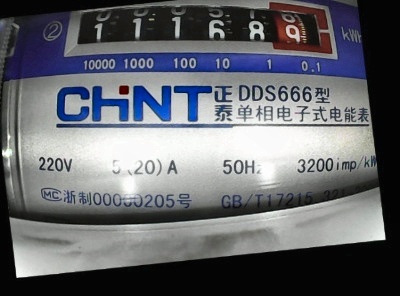 ② 1 1 1 6 8 9 kWh
10000 1000 100 10 1 0.1
CHNT 正泰 DDS666型
单相电子式电能表
220V 5(20)A 50Hz 3200imp/kW
MC 浙制00000205号 GB/T17215